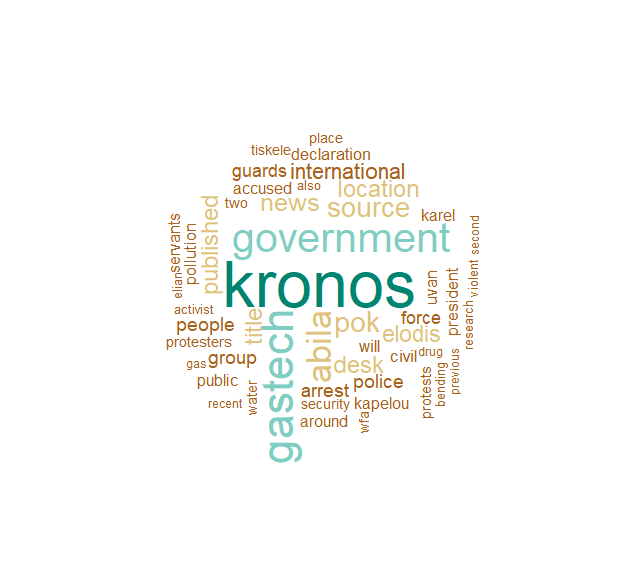 place
tiskele
declaration
guards
international
accused
also
location
two
news
source
karel
published
servants
pollution
elian
government
second
violent
kronos
uvan
president
research
activist
people
title
gastech
abila
pok
force
elodis
protesters
will
civil
drug
previous
gas
group
desk
bending
public
arrest
police
protests
water
recent
security
kapelou
around
wfa